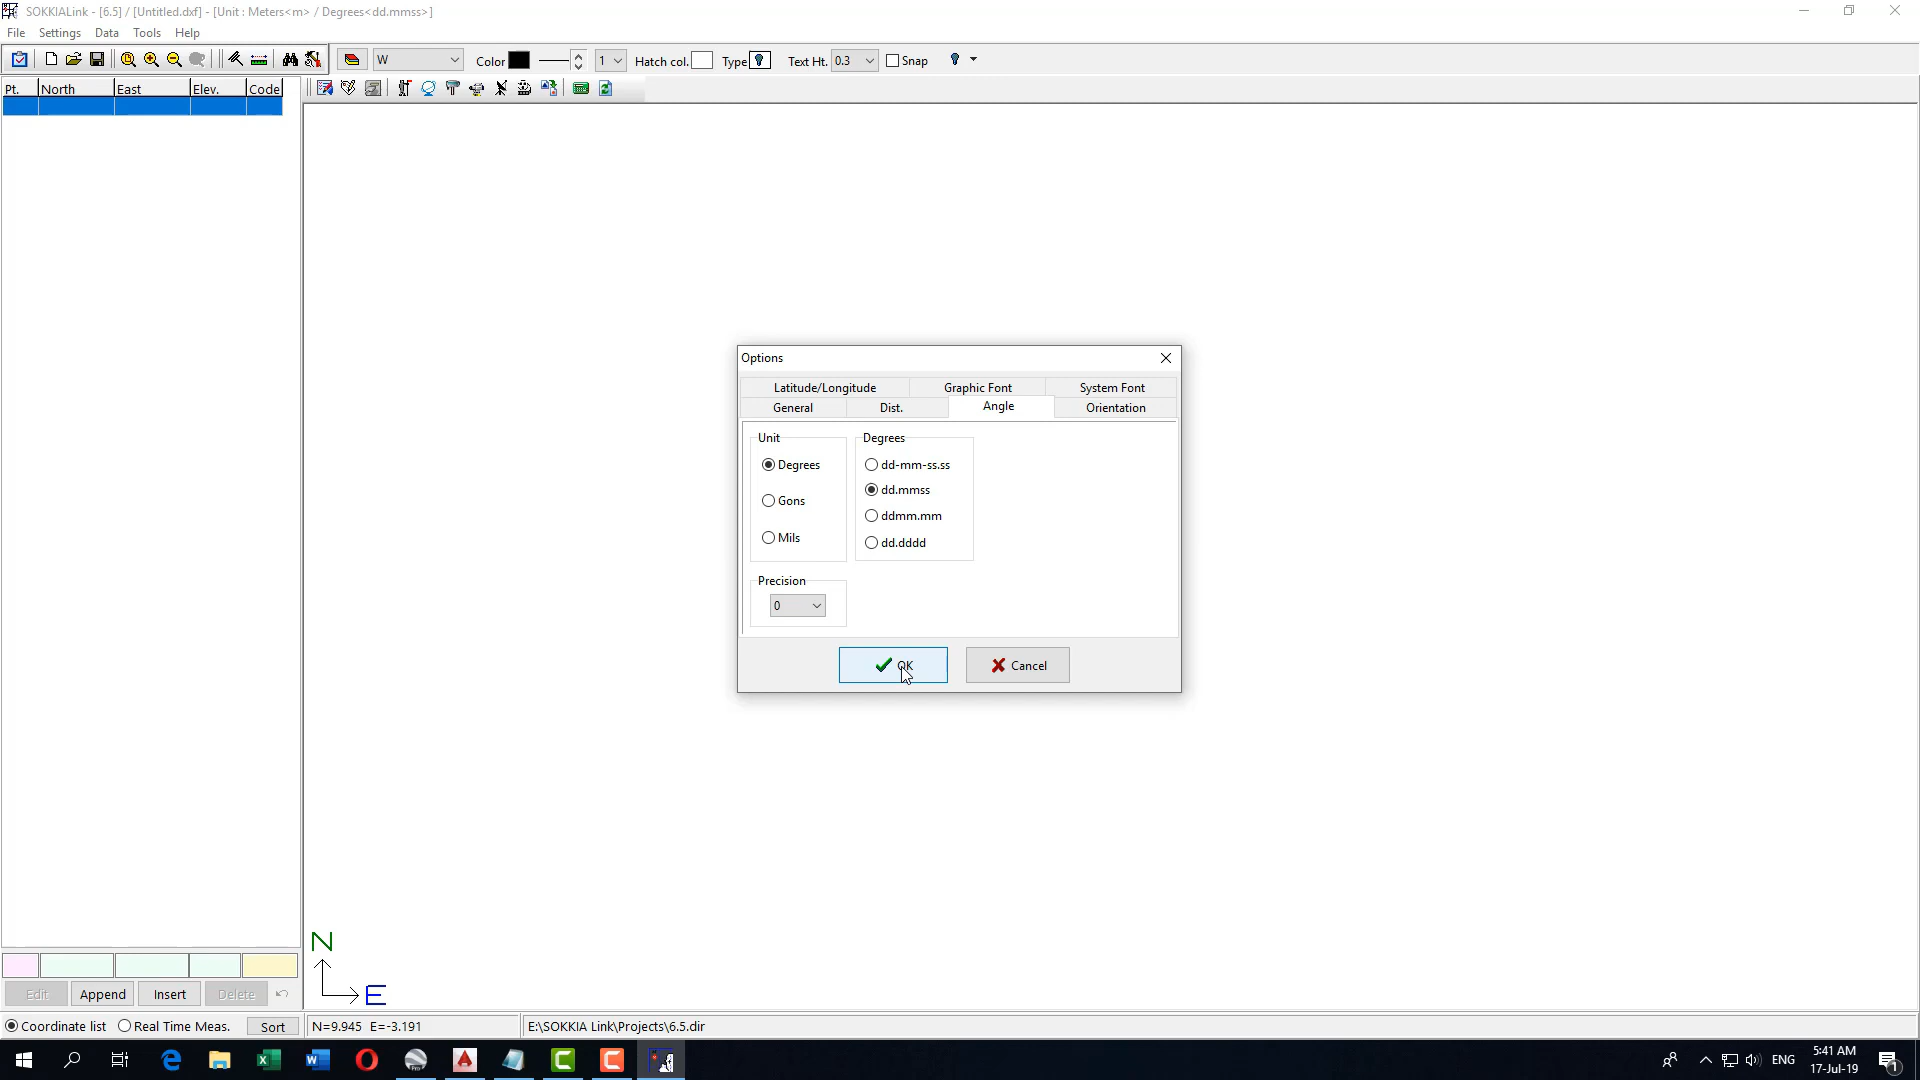 SOKKIALink - [6.5] / [Untitled.dxf] - [Unit : Meters<m> / Degrees<dd.mmss>]
File Settings Data Tools Help
W Color 1 Hatch col. Type Text Ht. 0.3 Snap
Pt. North East Elev. Code
Options
Latitude/Longitude Graphic Font System Font
General Dist. Angle Orientation
Unit Degrees
Degrees dd-mm-ss.ss
dd.mmss
Gons
ddmm.mm
Mils dd.dddd
Precision
0
OK Cancel
N
E
Edit Append Insert Delete
Coordinate list Real Time Meas. Sort N=9.945 E=-3.191 E:\SOKKIA Link\Projects\6.5.dir
ENG 5:41 AM
17-Jul-19 1